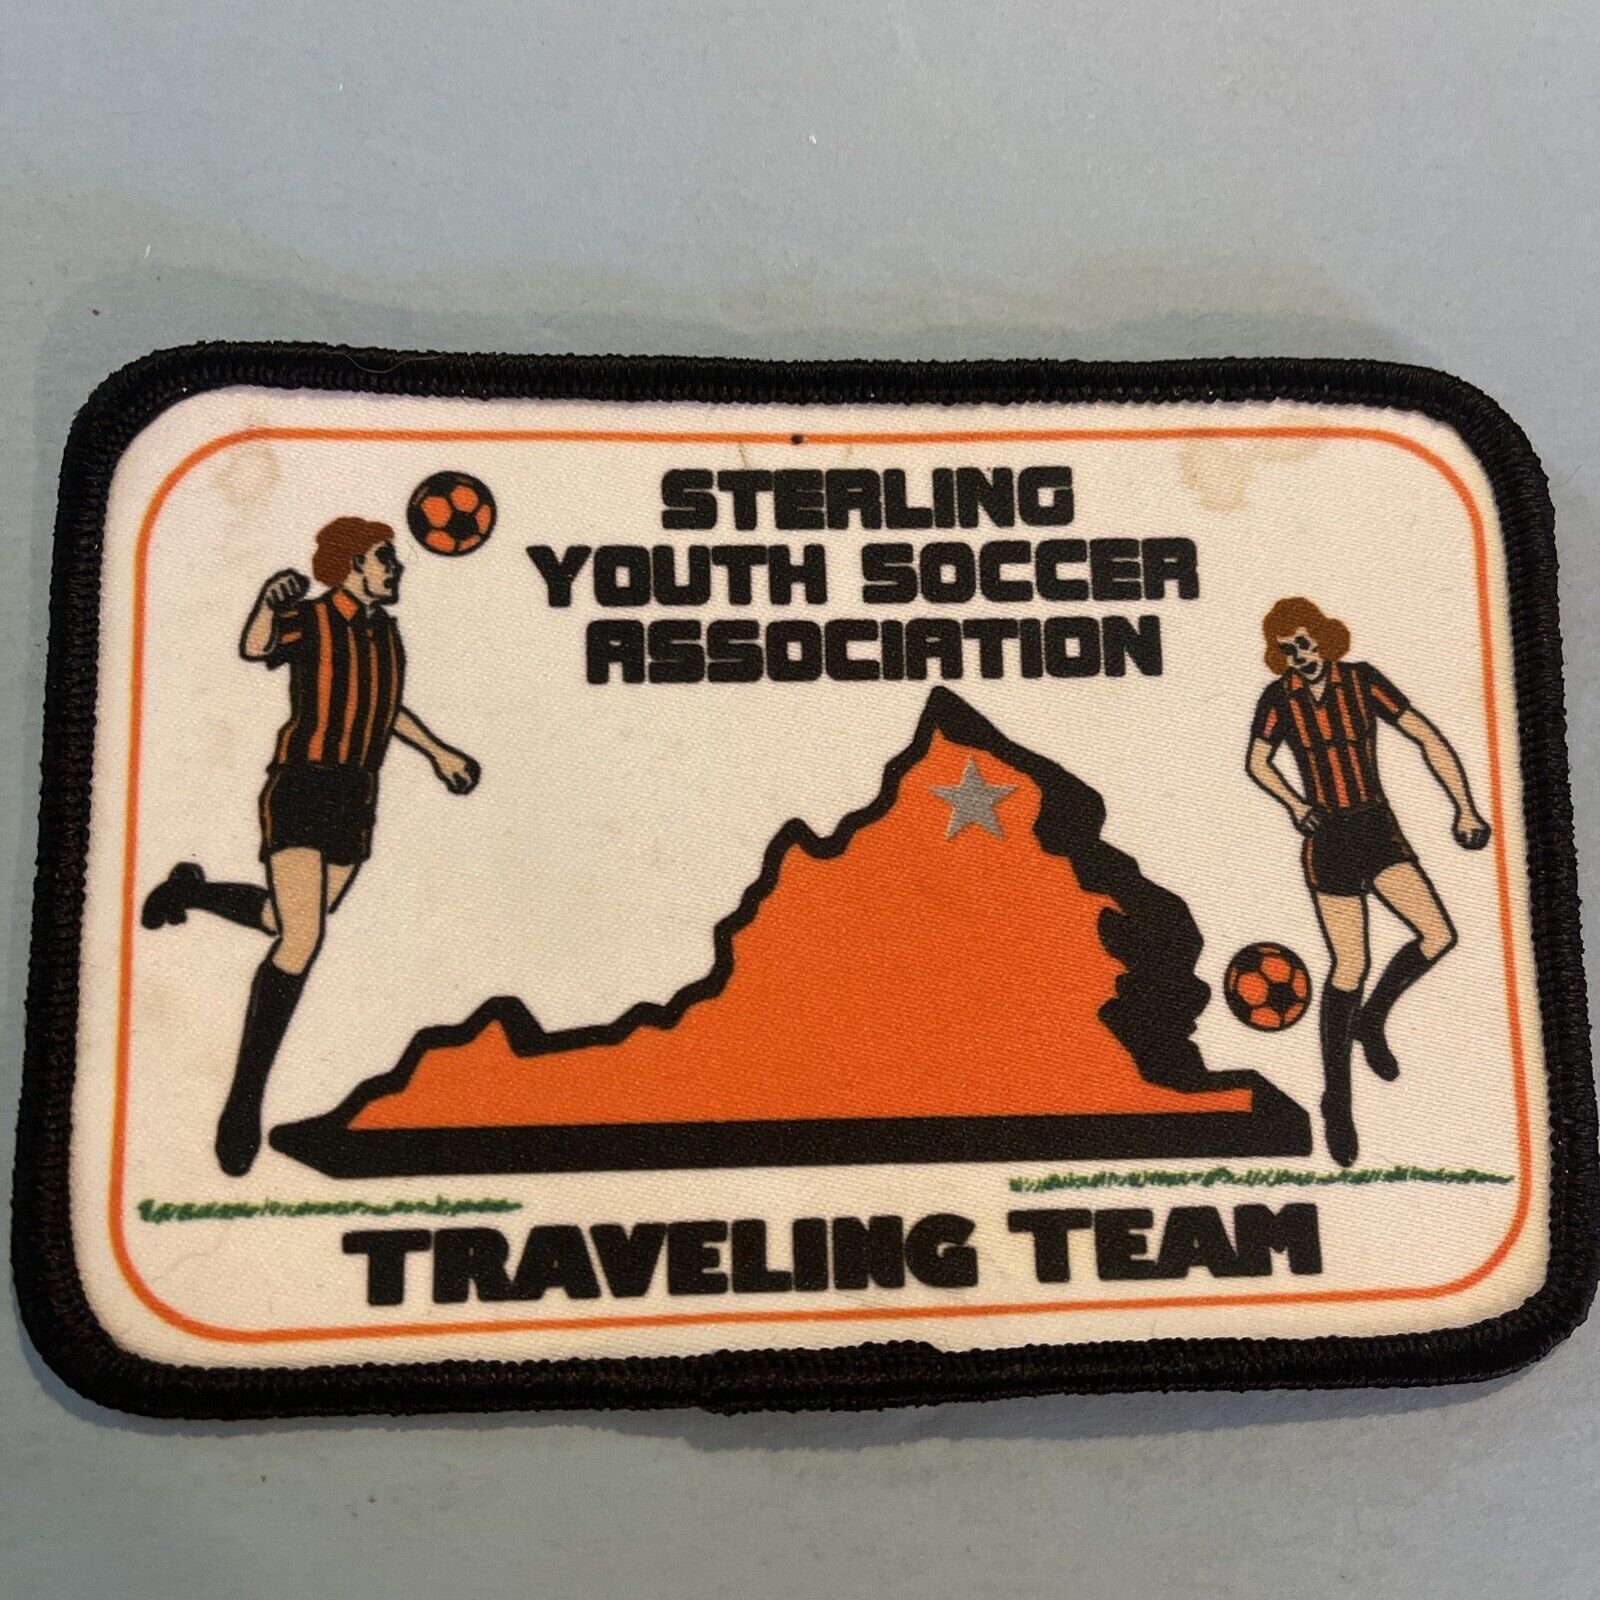 STERLING
YOUTH SOCCER
ASSOCIATION
TRAVELING TEAM